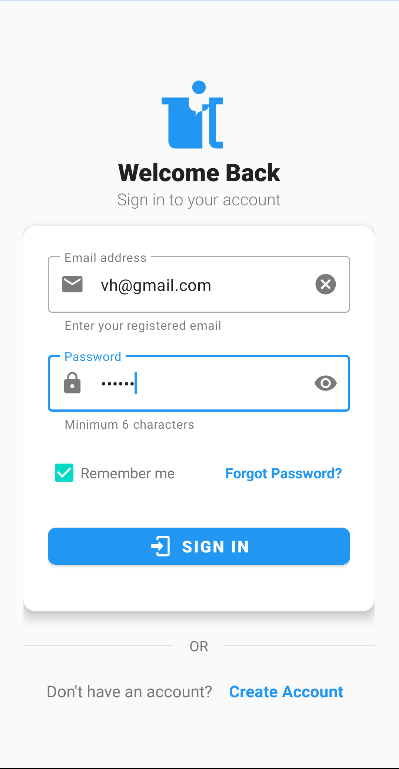 Welcome Back
Sign in to your account
Email address
vh@gmail.com
Enter your registered email
Password
••••••
Minimum 6 characters
Remember me Forgot Password?
SIGN IN
OR
Don't have an account? Create Account